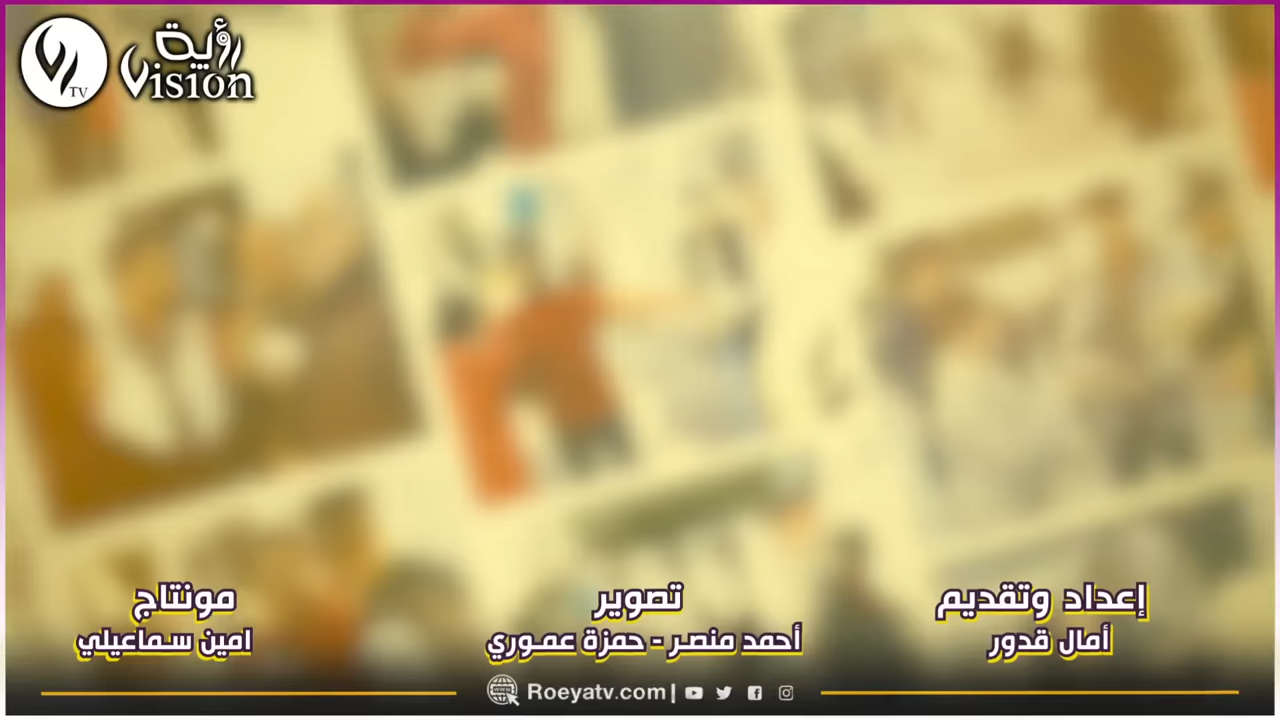 رؤية
Vision
TV
إعداد وتقديم
أمال قدور
تصوير
أحمد منصر - حمزة عموري
مونتاج
امين سماعيلي
Roeyatv.com |